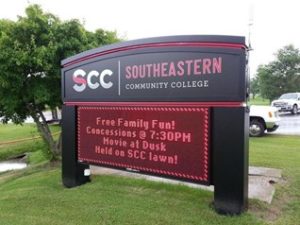 SCC SOUTHEASTERN
COMMUNITY COLLEGE
Free Family Fun!
Concessions @ 7:30PM
Movie at Dusk
Held on SCC lawn!